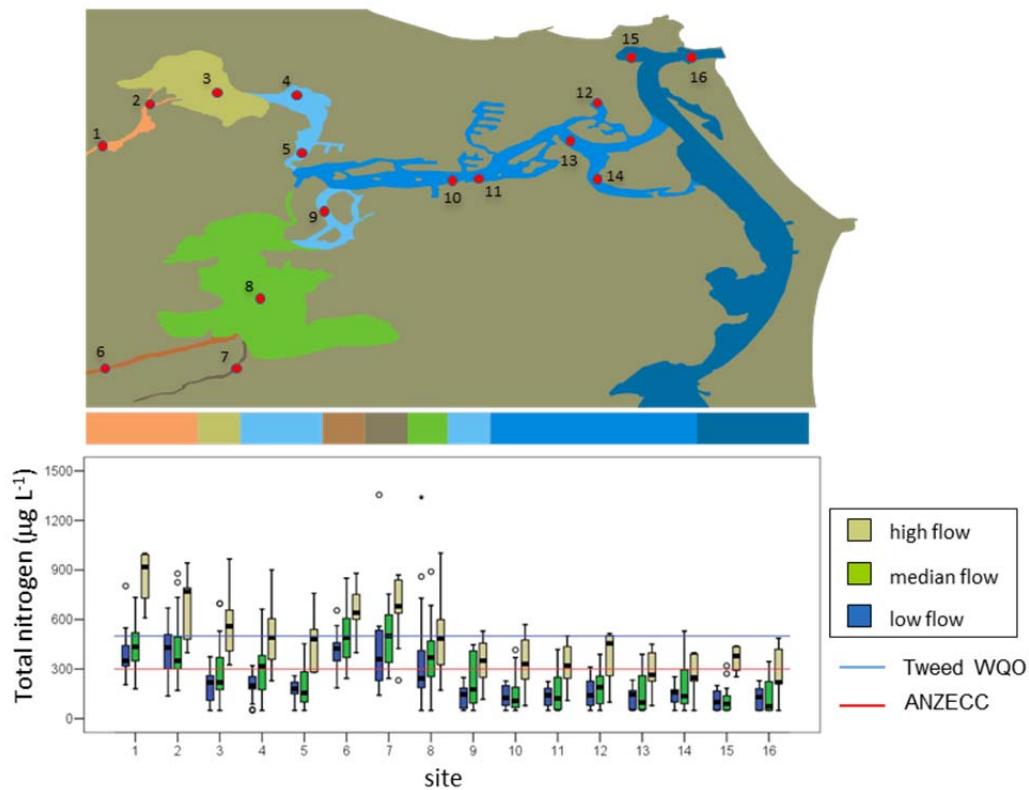 15
16
3
4
12
2
1
13
5
10
11
14
9
8
6
7
Total nitrogen (µg L-1)
1500
1200
900
600
300
0
1 2 3 4 5 6 7 8 9 10 11 12 13 14 15 16
site
high flow
median flow
low flow
Tweed WQO
ANZECC